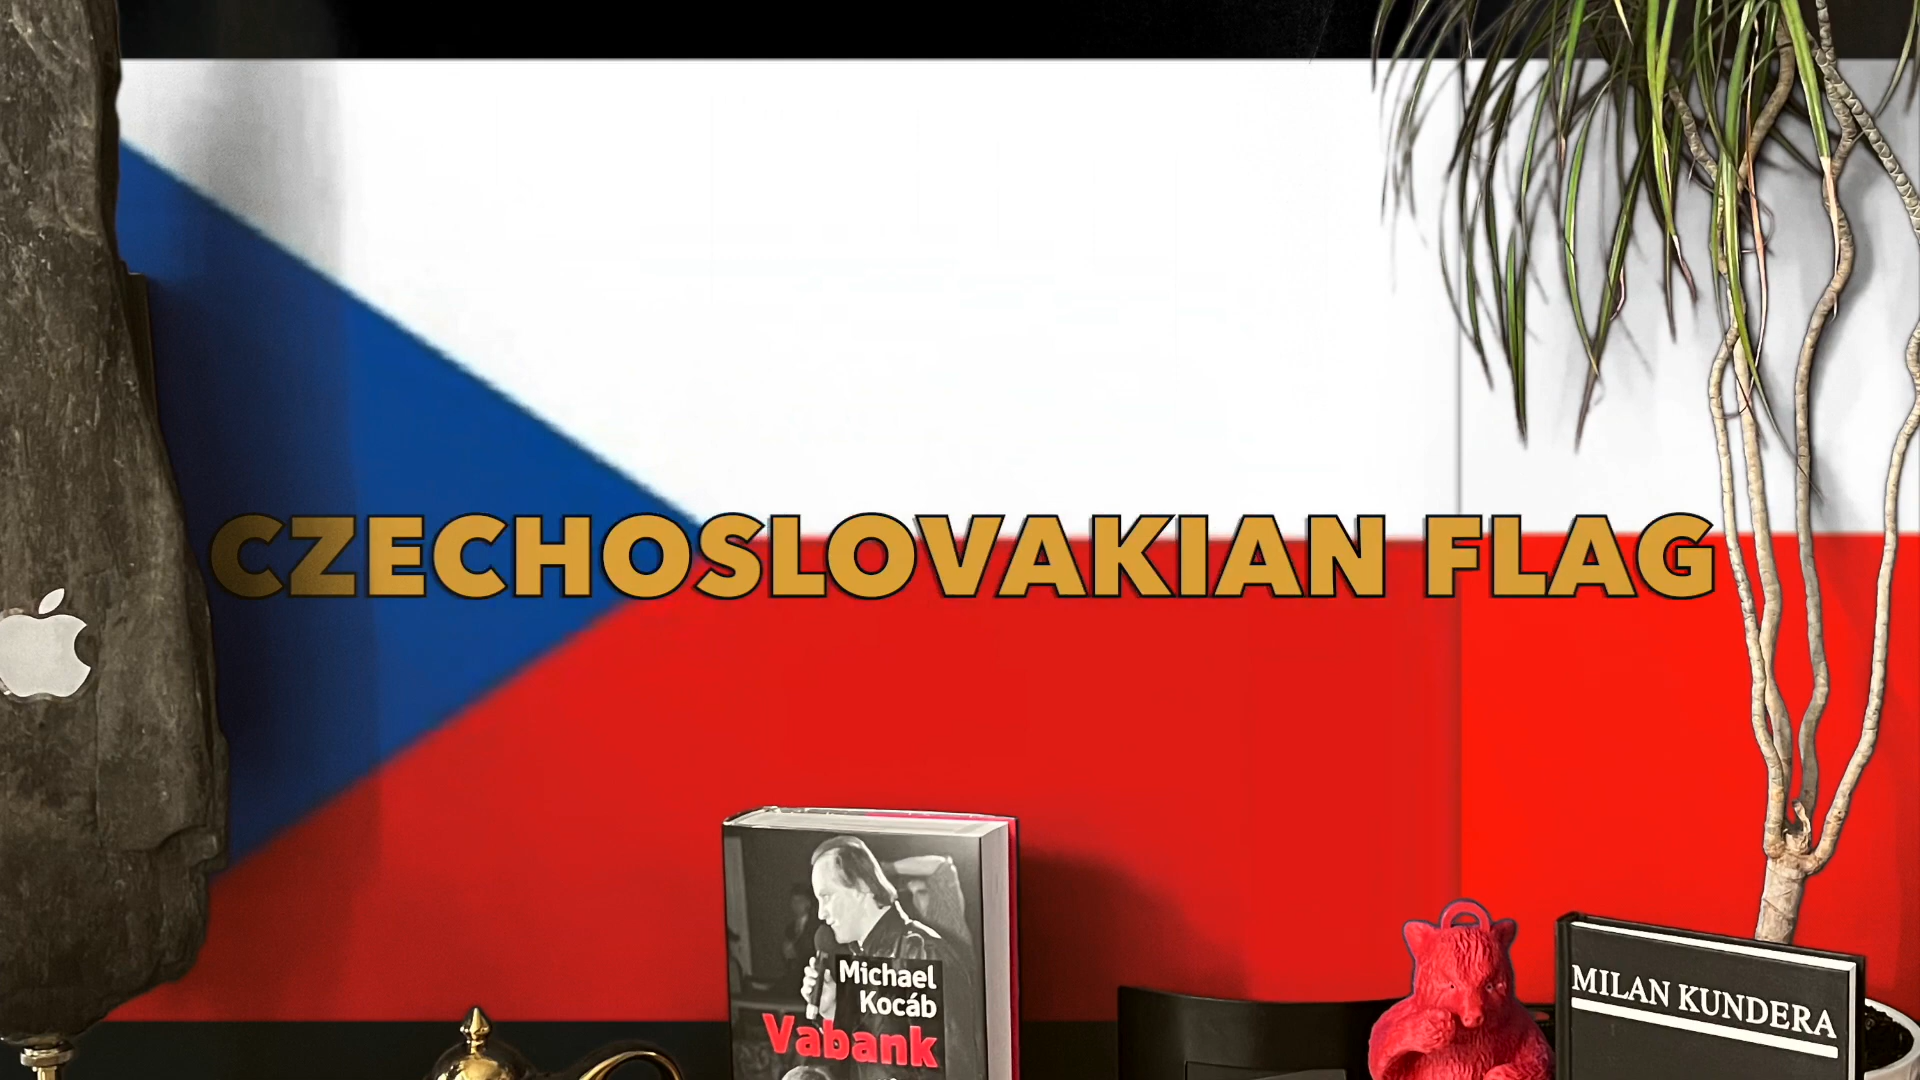 CZECHOSLOVAKIAN FLAG
Michael
Kocáb
Vabank
MILAN KUNDERA